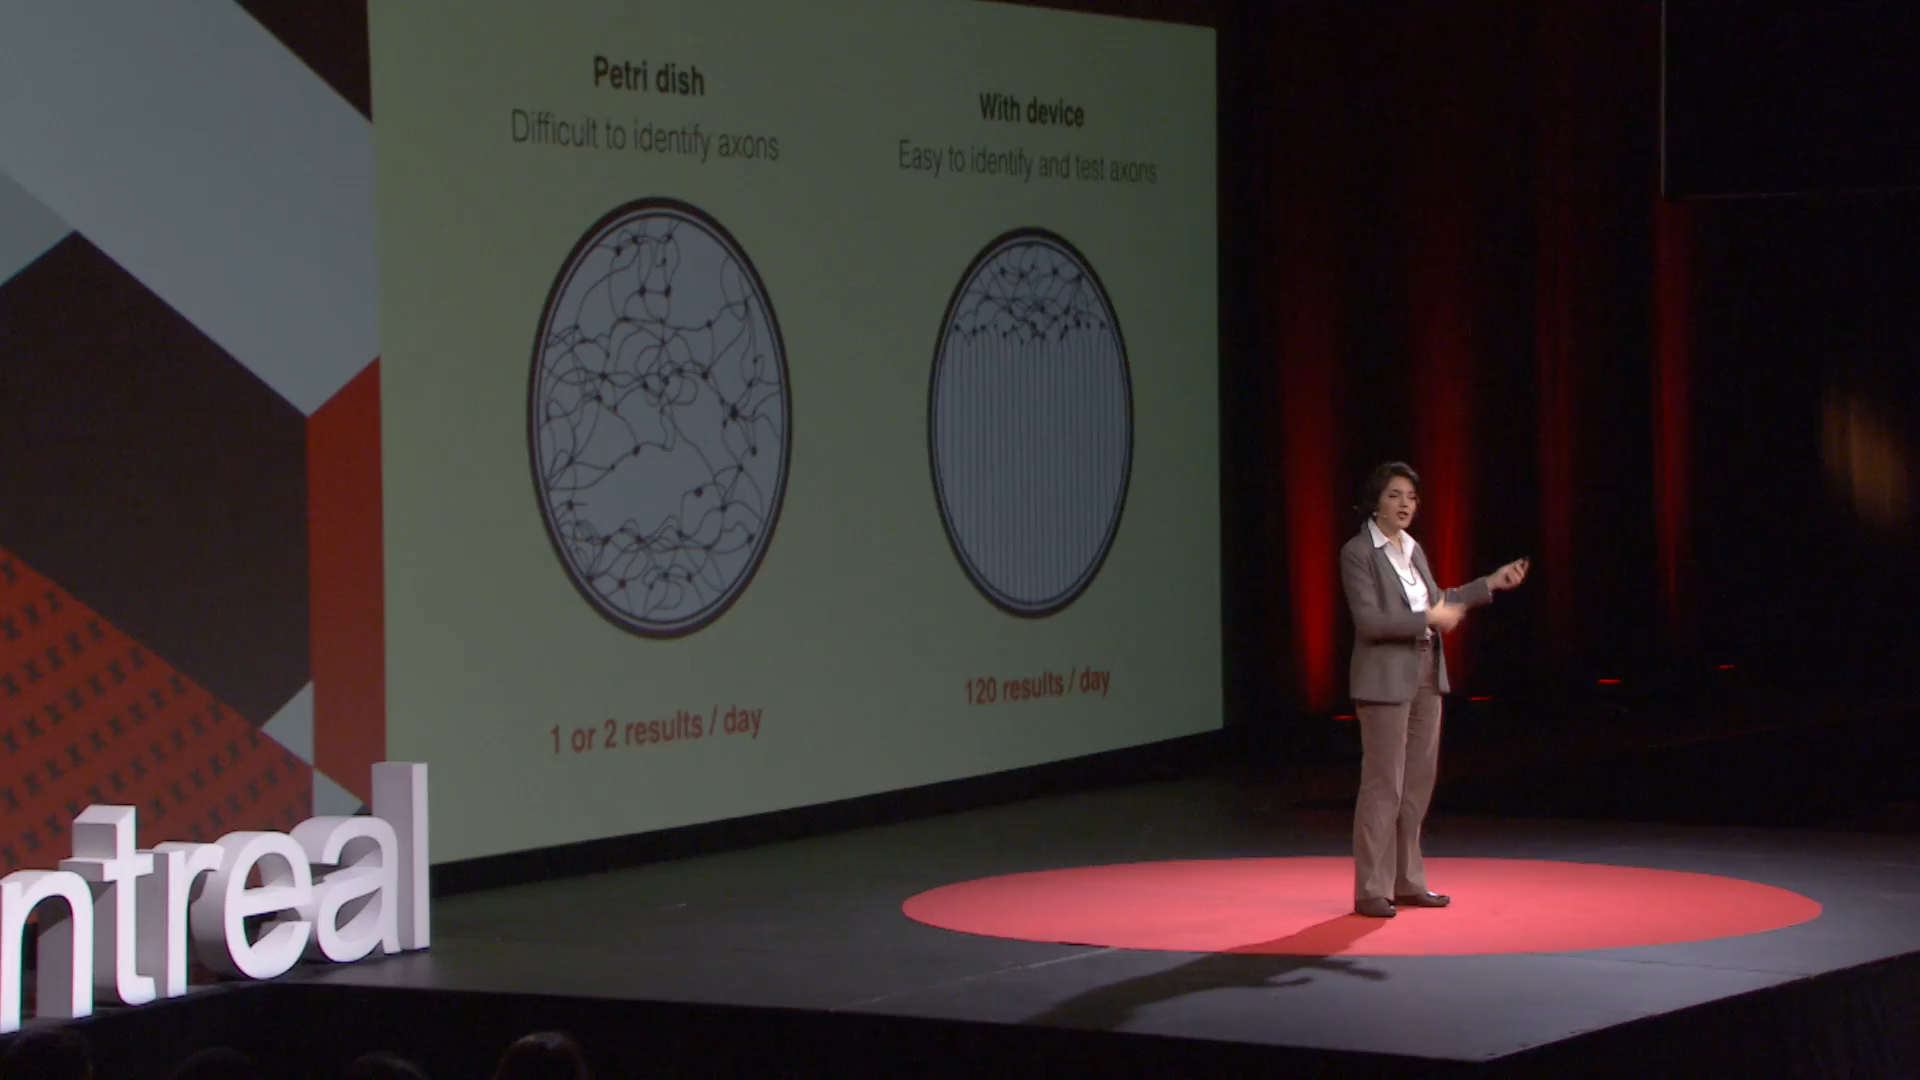 Petri dish
Difficult to identify axons
1 or 2 results / day
With device
Easy to identify and test axons
120 results / day
ntreal